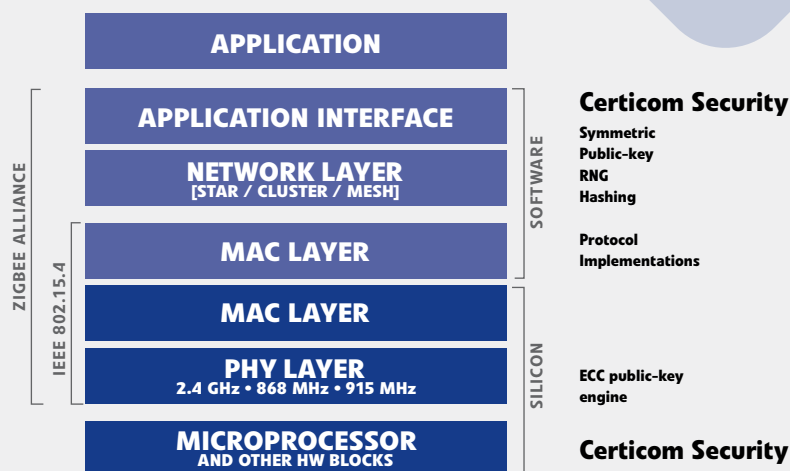 APPLICATION
APPLICATION INTERFACE
NETWORK LAYER
[STAR / CLUSTER / MESH]
MAC LAYER
MAC LAYER
PHY LAYER
2.4 GHz • 868 MHz • 915 MHz
MICROPROCESSOR
AND OTHER HW BLOCKS
ZIGBEE ALLIANCE
IEEE 802.15.4
SOFTWARE
SILICON
Certicom Security
Symmetric
Public-key
RNG
Hashing
Protocol
Implementations
ECC public-key
engine
Certicom Security